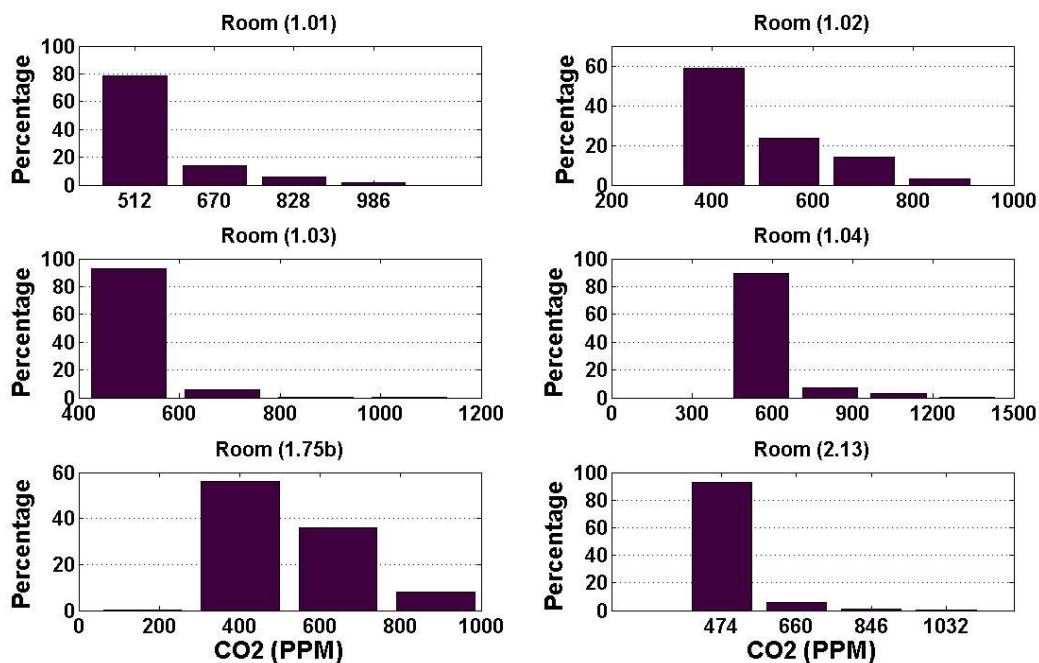 Room (1.01)
Percentage
100
80
60
40
20
0
512 670 828 986
Room (1.02)
Percentage
60
40
20
0
200 400 600 800 1000
Room (1.03)
Percentage
100
80
60
40
20
0
400 600 800 1000 1200
Room (1.04)
Percentage
100
80
60
40
20
0
0 300 600 900 1200 1500
Room (1.75b)
Percentage
60
40
20
0
0 200 400 600 800 1000
CO2 (PPM)
Room (2.13)
Percentage
100
80
60
40
20
0
474 660 846 1032
CO2 (PPM)